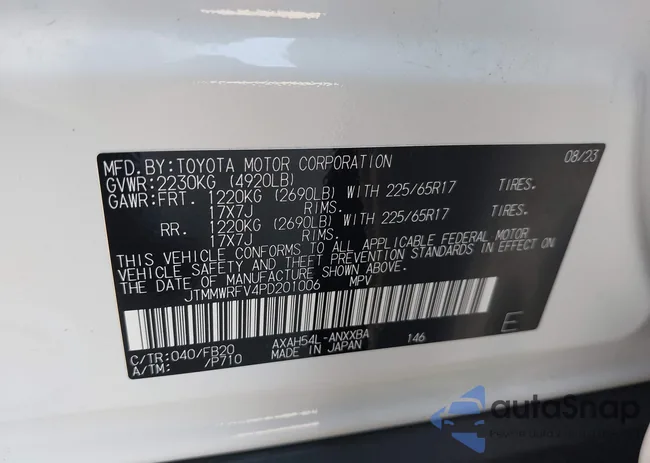 MFD. BY: TOYOTA MOTOR CORPORATION 08/23
GVWR: 2230KG (4920LB)
GAWR: FRT. 1220KG (2690LB) WITH 225/65R17 TIRES.
17X7J RIMS.
RR. 1220KG (2690LB) WITH 225/65R17 TIRES.
17X7J RIMS.
THIS VEHICLE CONFORMS TO ALL APPLICABLE FEDERAL MOTOR
VEHICLE SAFETY AND THEFT PREVENTION STANDARDS IN EFFECT ON
THE DATE OF MANUFACTURE SHOWN ABOVE.
JTMMWRFV4PD201006 MPV
C/TR: 040/FB20 AXAH54L-ANXXBA 146 E
A/TM: /P710 MADE IN JAPAN
autoSnap